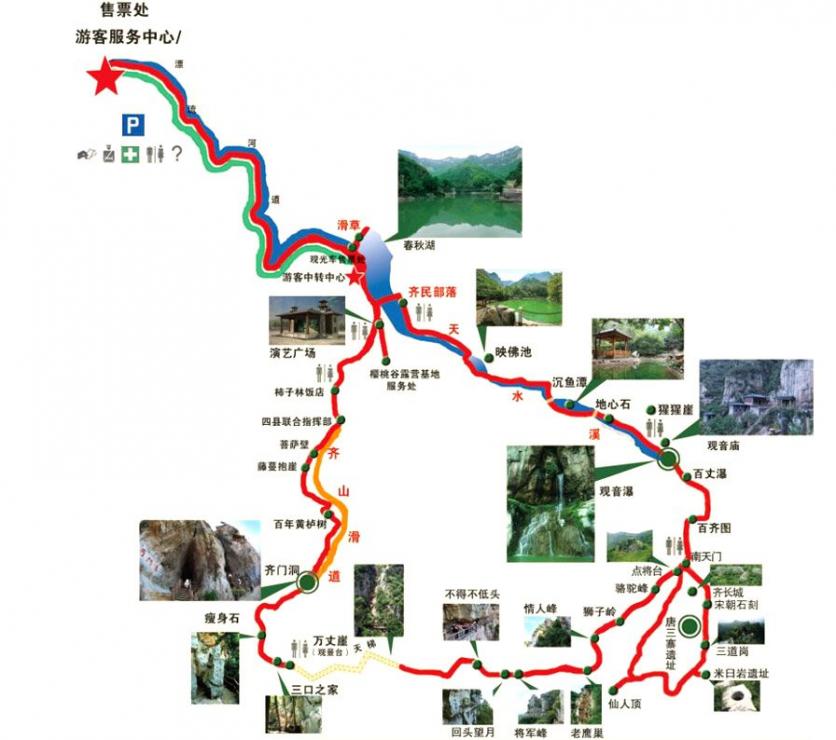 售票处
游客服务中心/
漂
流
河
道
P
?
滑草
观光车售票处
游客中转中心
春秋湖
齐民部落
天
水
溪
演艺广场
映佛池
樱桃谷露营基地
服务处
沉鱼潭
地心石
猩猩崖
柿子林饭店
四县联合指挥部
观音庙
菩萨壁
藤蔓抱崖
齐
山
滑
道
观音瀑
百丈瀑
百年黄栌树
百齐图
南天门
齐门洞
点将台
骆驼峰
齐长城
宋朝石刻
瘦身石
不得不低头
情人峰
狮子岭
唐三寨遗址
万丈崖
(观景台)
天梯
三道岗
三口之家
米日岩遗址
仙人顶
回头望月
将军峰
老鹰巢